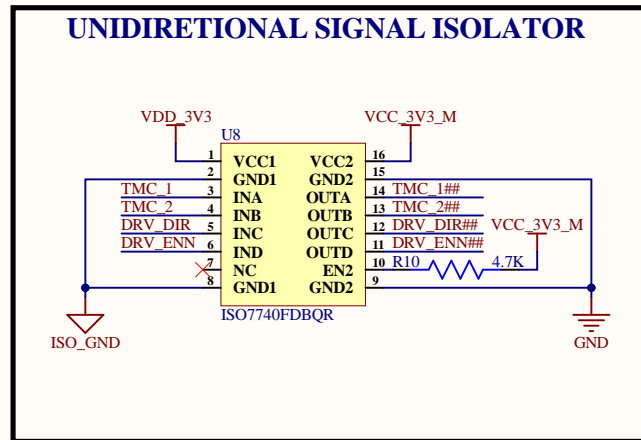 UNIDIRETIONAL SIGNAL ISOLATOR
VDD_3V3
VCC_3V3_M
U8
1 VCC1 VCC2 16
2 GND1 GND2 15
TMC_1 3 INA OUTA 14 TMC_1##
TMC_2 4 INB OUTB 13 TMC_2##
DRV_DIR 5 INC OUTC 12 DRV_DIR## VCC_3V3_M
DRV_ENN 6 IND OUTD 11 DRV_ENN##
7 NC EN2 10 R10 4.7K
8 GND1 GND2 9
ISO7740FDBQR
ISO_GND GND